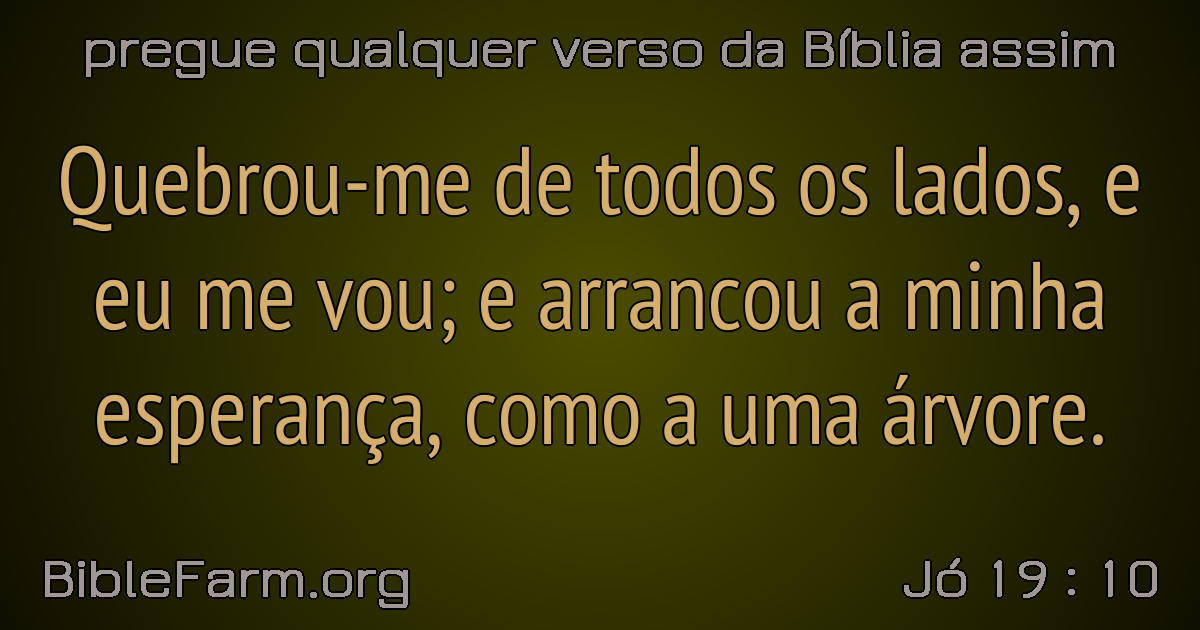 pregue qualquer verso da Bíblia assim
Quebrou-me de todos os lados, e
eu me vou; e arrancou a minha
esperança, como a uma árvore.
BibleFarm.org
Jó 19 : 10